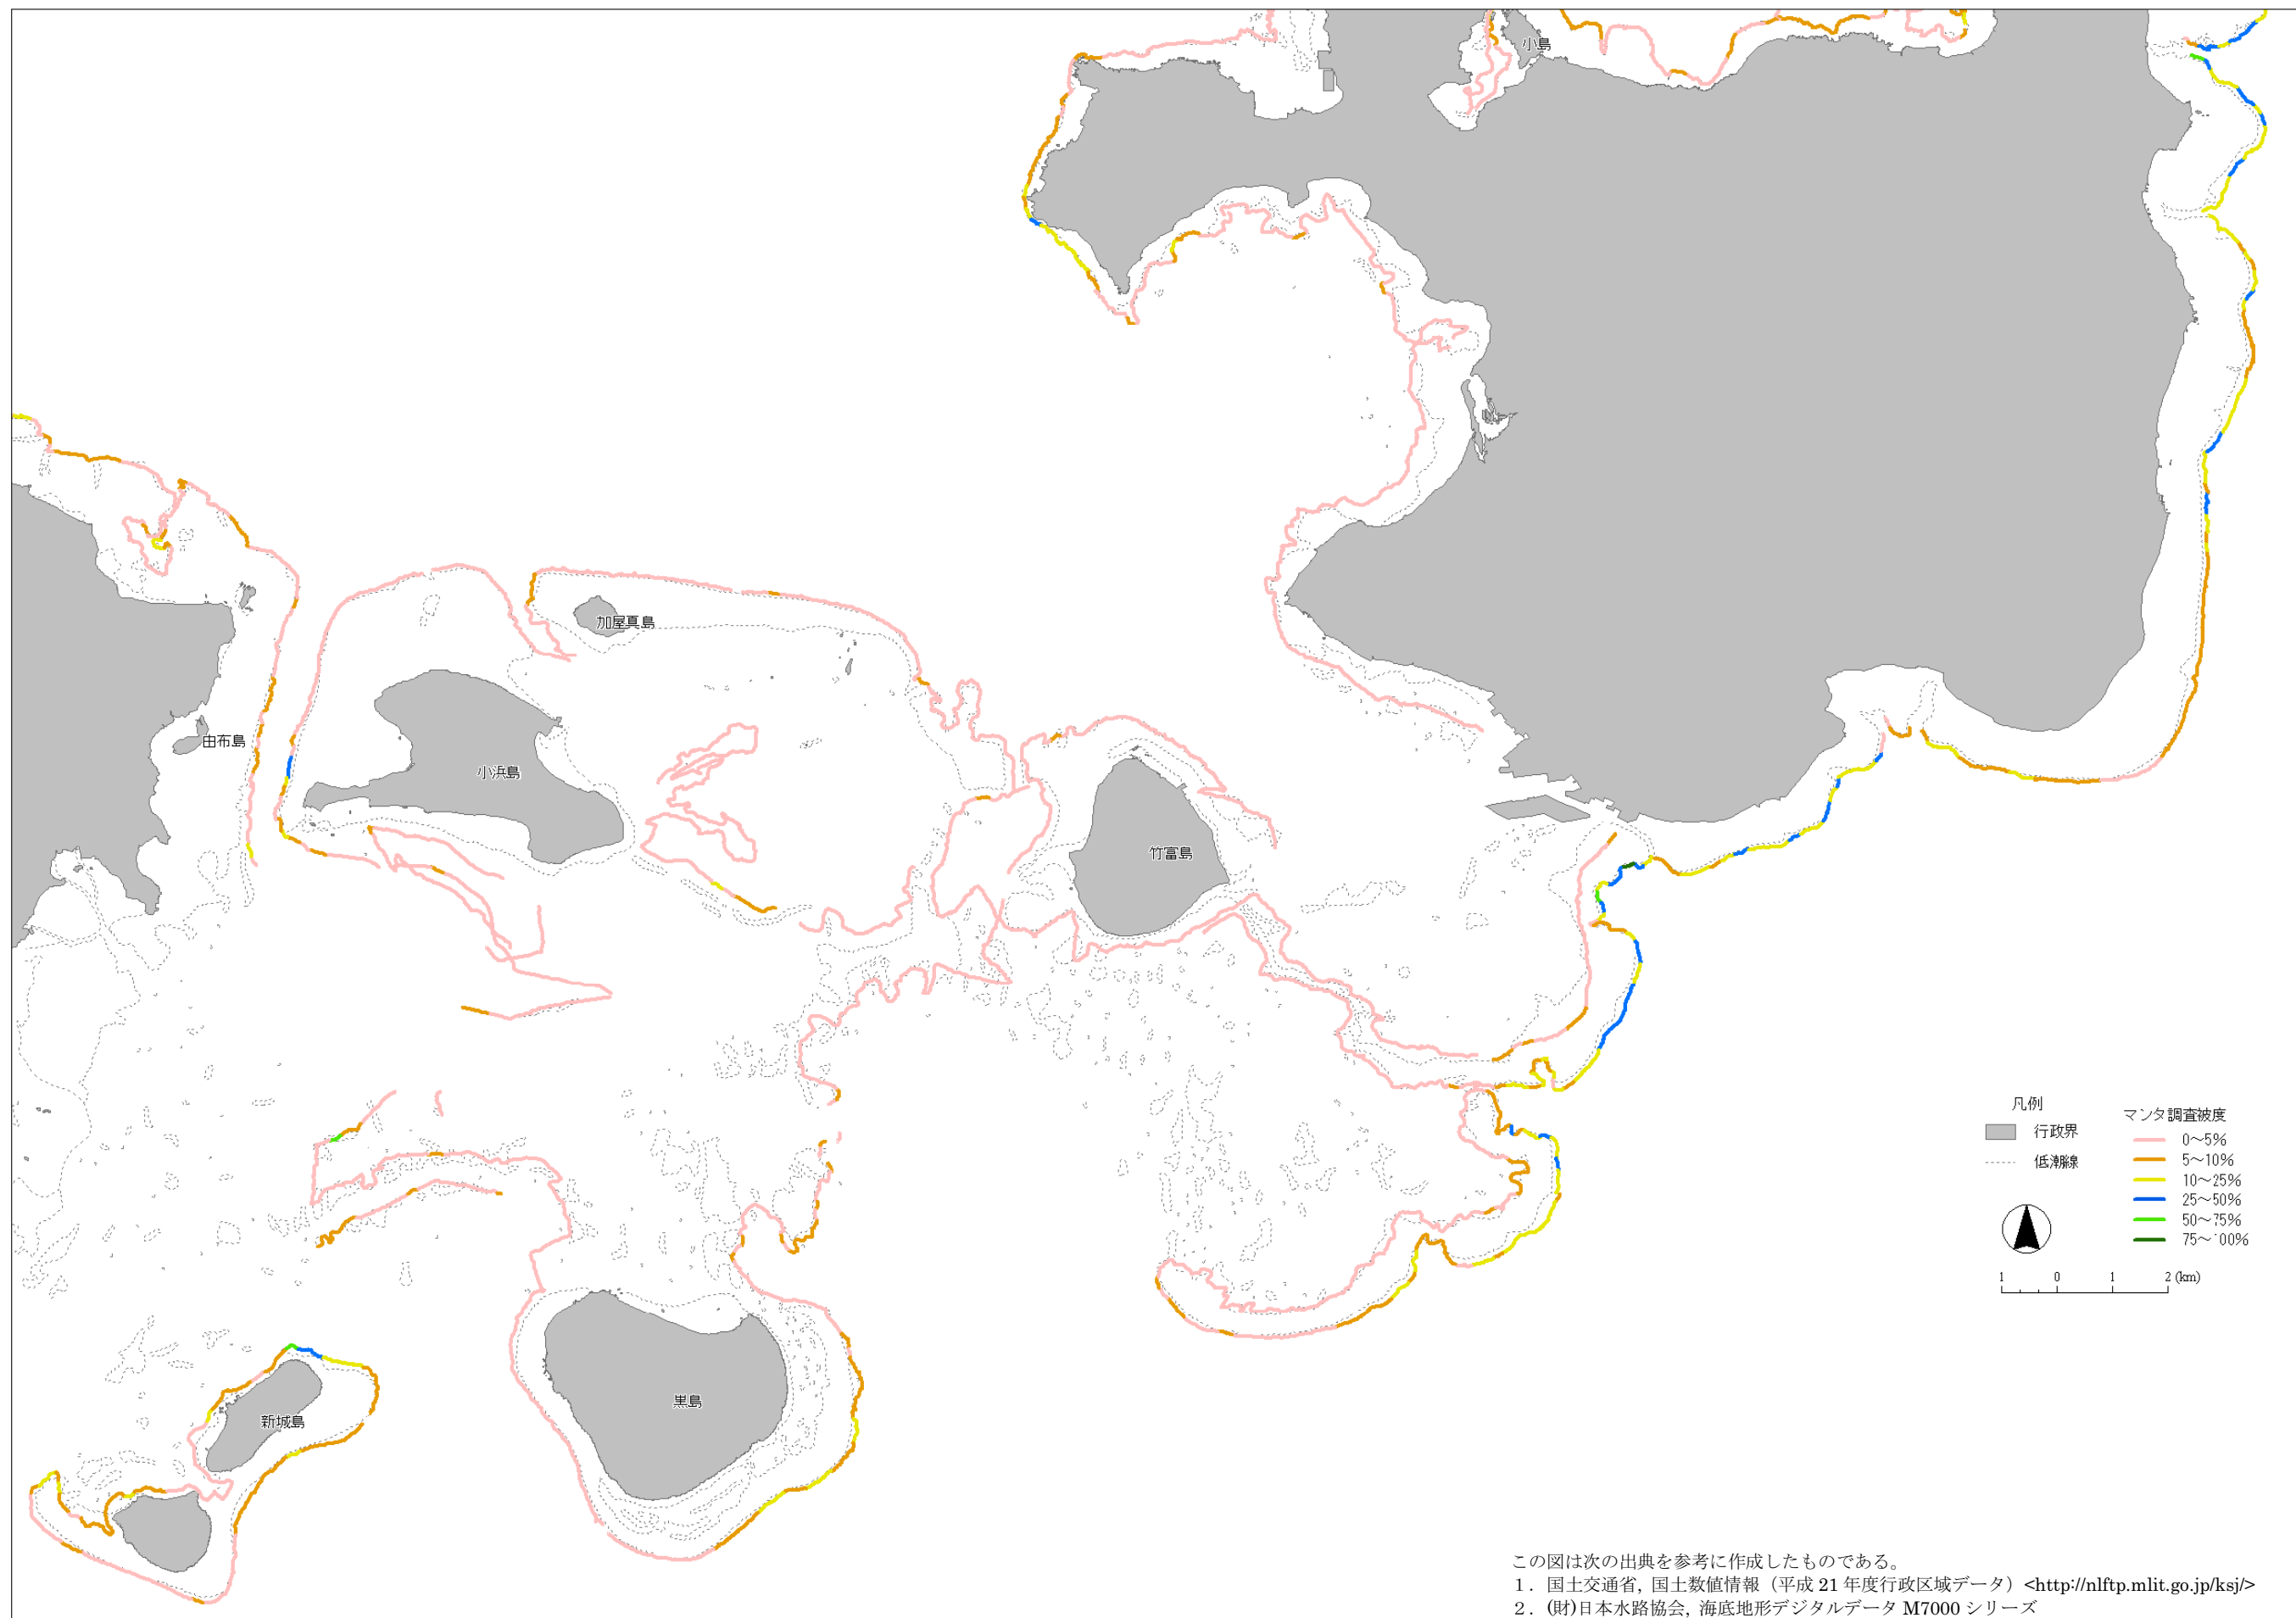 小島
加屋真島
由布島
小浜島
竹富島
黒島
新城島
凡例
行政界
低潮線
マンタ調査被度
0～5%
5～10%
10～25%
25～50%
50～75%
75～100%
1 0 1 2 (km)
この図は次の出典を参考に作成したものである。
1．国土交通省, 国土数値情報（平成 21 年度行政区域データ）<http://nlftp.mlit.go.jp/ksj/>
2．(財)日本水路協会, 海底地形デジタルデータ M7000 シリーズ